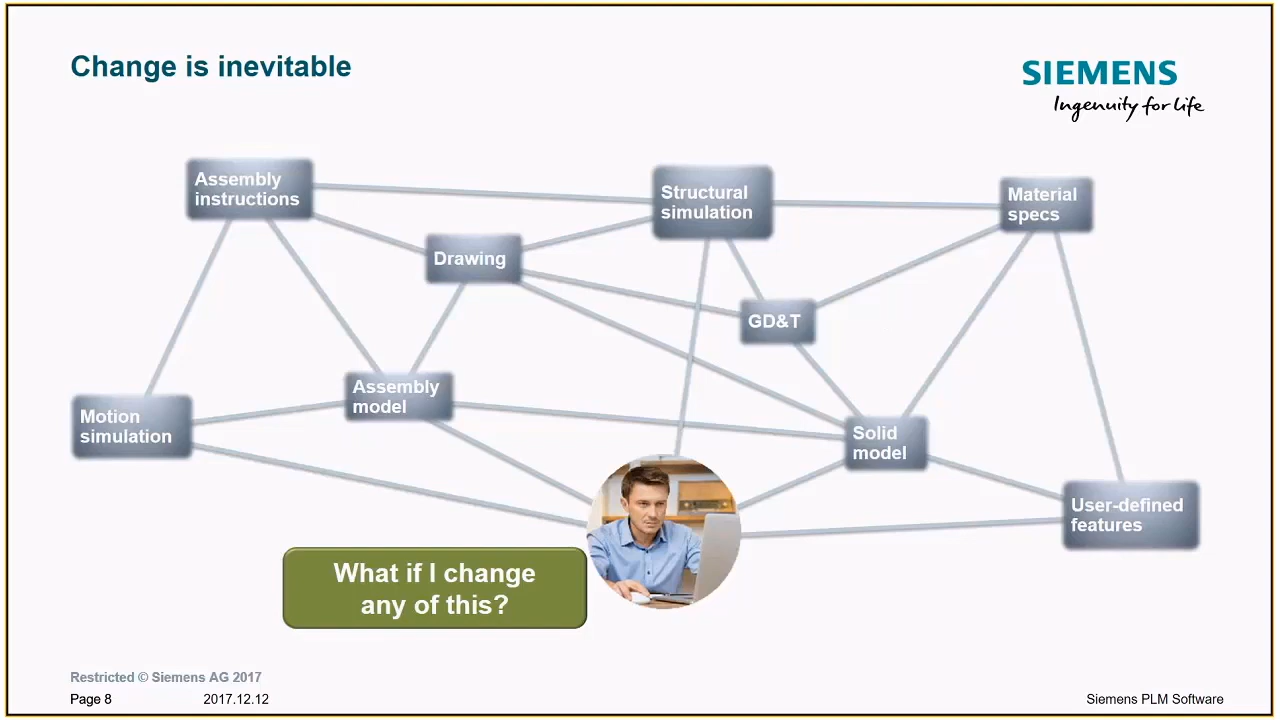 Change is inevitable
SIEMENS
Ingenuity for life
Assembly
instructions
Structural
simulation
Material
specs
Drawing
GD&T
Assembly
model
Motion
simulation
Solid
model
User-defined
features
What if I change
any of this?
Restricted © Siemens AG 2017
Page 8
2017.12.12
Siemens PLM Software